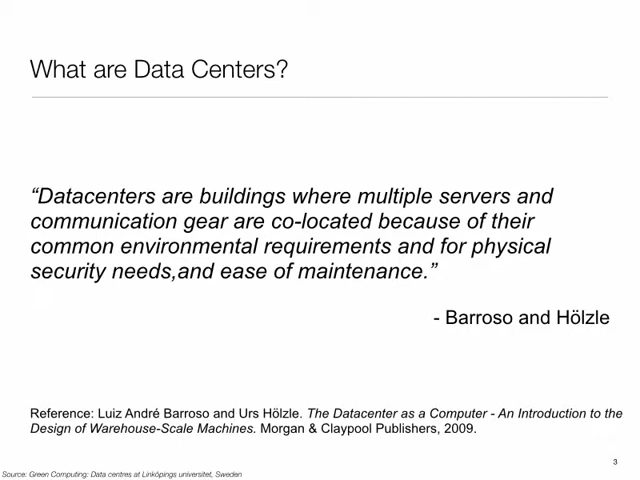 What are Data Centers?
“Datacenters are buildings where multiple servers and
communication gear are co-located because of their
common environmental requirements and for physical
security needs,and ease of maintenance.”
- Barroso and Hölzle
Reference: Luiz André Barroso and Urs Hölzle. The Datacenter as a Computer - An Introduction to the
Design of Warehouse-Scale Machines. Morgan & Claypool Publishers, 2009.
3
Source: Green Computing: Data centres at Linköpings universitet, Sweden